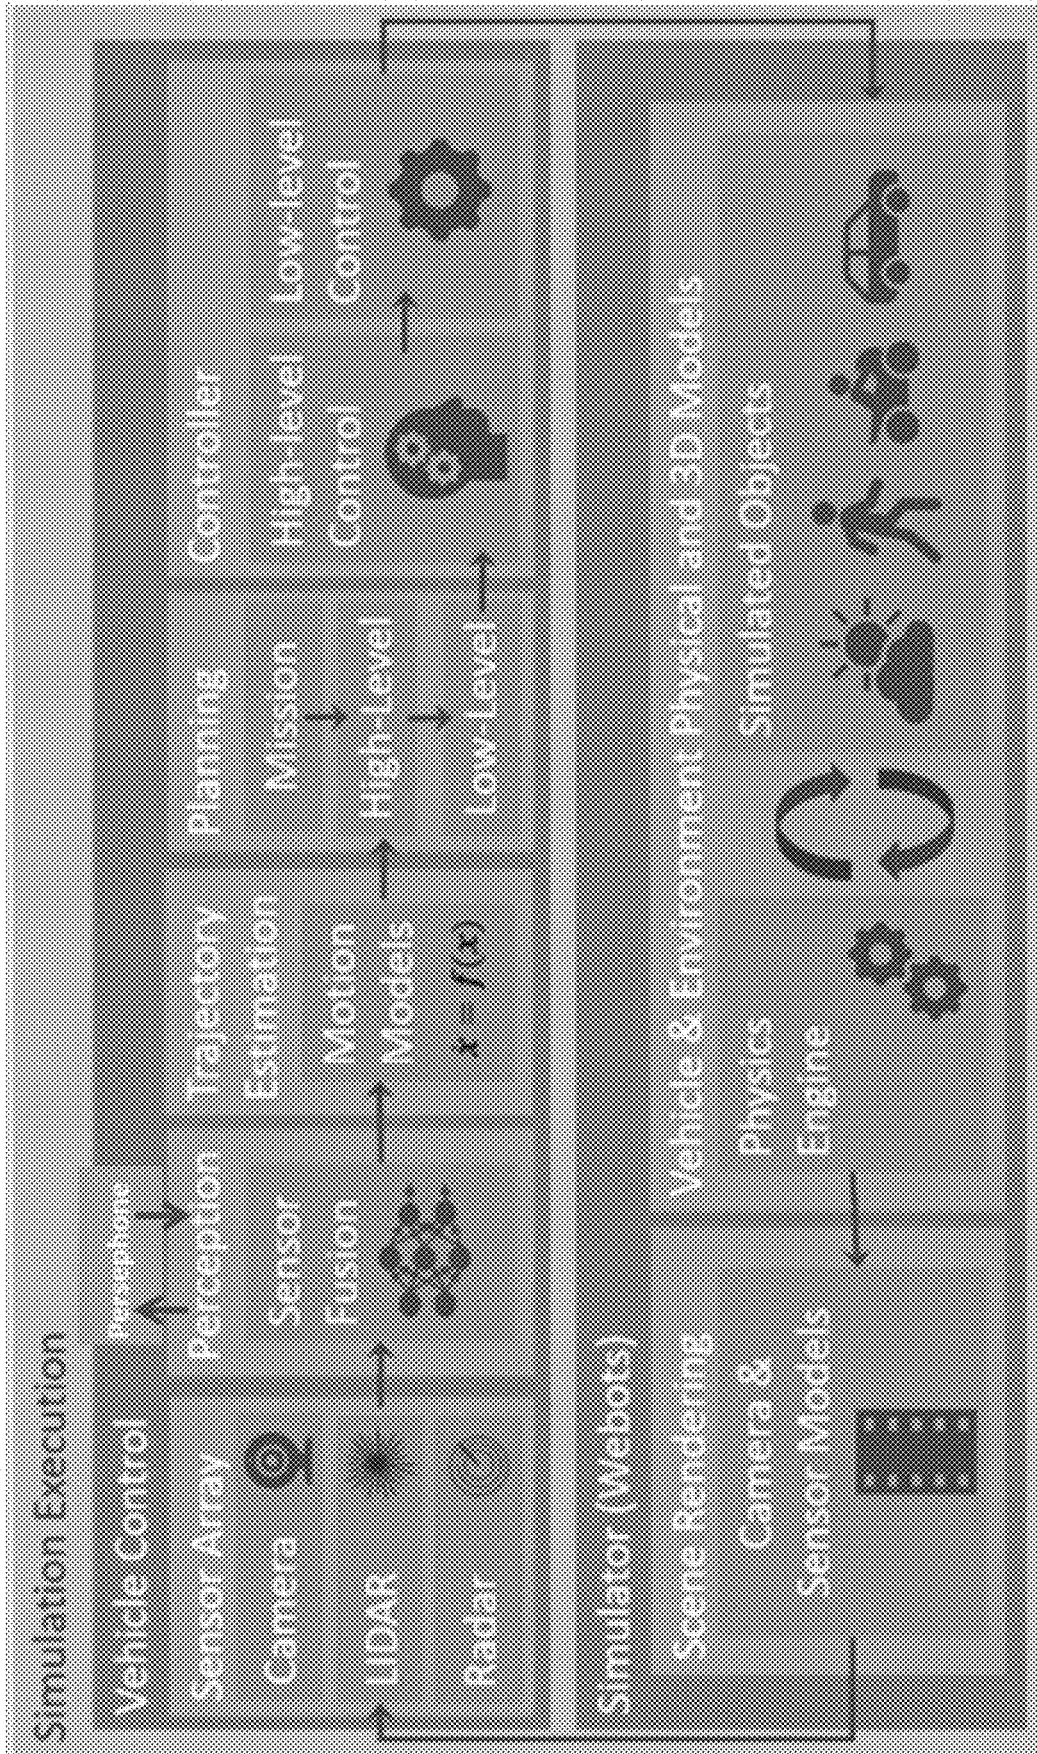 Simulation Execution
Vehicle Control
Persephone
Sensor Array
Camera
LIDAR
Radar
Perception
Sensor
Fusion
Trajectory
Estimation
Motion
Models
x = f(x)
Planning
Mission
High-Level
Low-Level
Controller
High-level
Control
Low-level
Control
Simulator (Webots)
Scene Rendering
Camera &
Sensor Models
Vehicle & Environment Physical and 3D Models
Physics
Engine
Simulated Objects